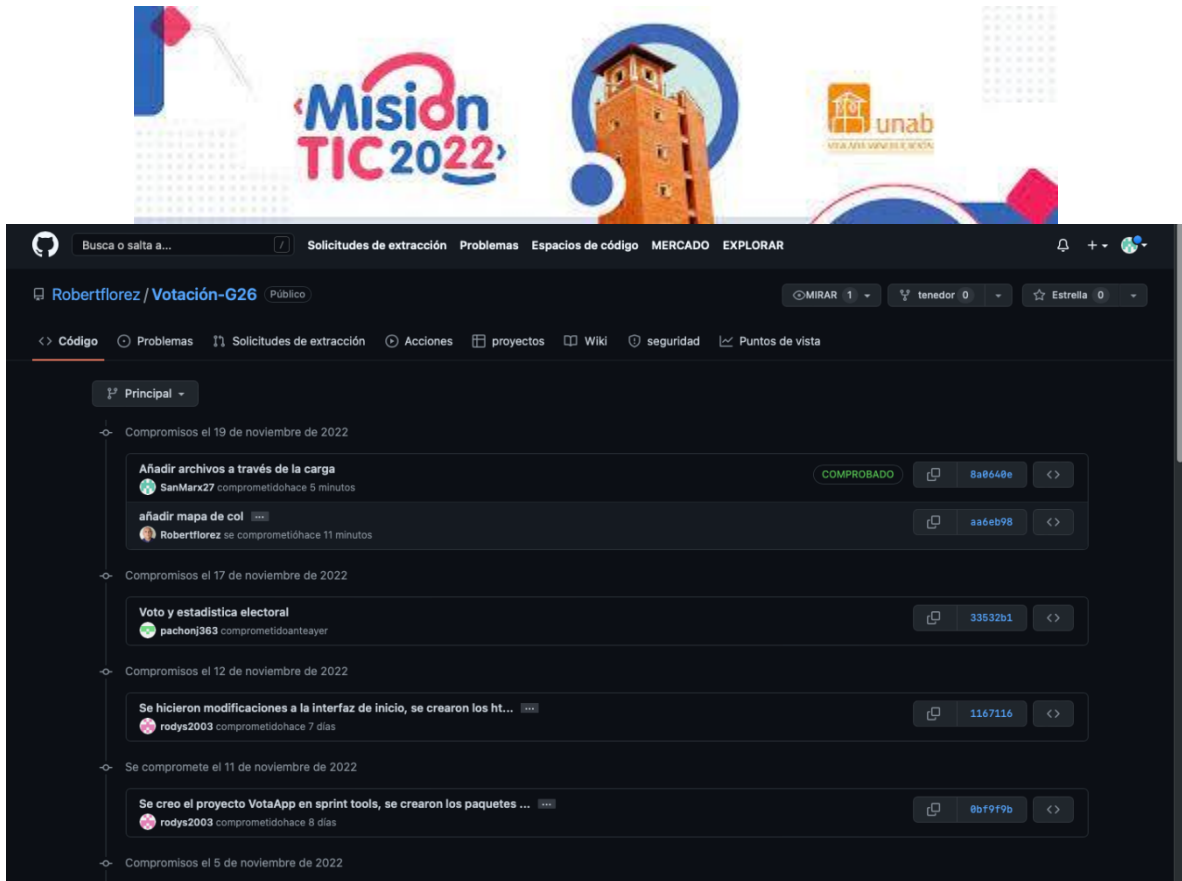 ‹Misión
TIC 2022›
unab
VIGILADA MINEDUCACIÓN
Busca o salta a... / Solicitudes de extracción Problemas Espacios de código MERCADO EXPLORAR
Robertflorez / Votación-G26 Público MIRAR 1 tenedor 0 Estrella 0
Código Problemas Solicitudes de extracción Acciones proyectos Wiki seguridad Puntos de vista
Principal
Compromisos el 19 de noviembre de 2022
Añadir archivos a través de la carga
COMPROBADO 8a0640e
SanMarx27 comprometidohace 5 minutos
añadir mapa de col ...
aa6eb98
Robertflorez se comprometióhace 11 minutos
Compromisos el 17 de noviembre de 2022
Voto y estadistica electoral
33532b1
pachonj363 comprometidoanteayer
Compromisos el 12 de noviembre de 2022
Se hicieron modificaciones a la interfaz de inicio, se crearon los ht... ...
1167116
rodys2003 comprometidohace 7 días
Se compromete el 11 de noviembre de 2022
Se creo el proyecto VotaApp en sprint tools, se crearon los paquetes ... ...
0bf9f9b
rodys2003 comprometidohace 8 días
Compromisos el 5 de noviembre de 2022